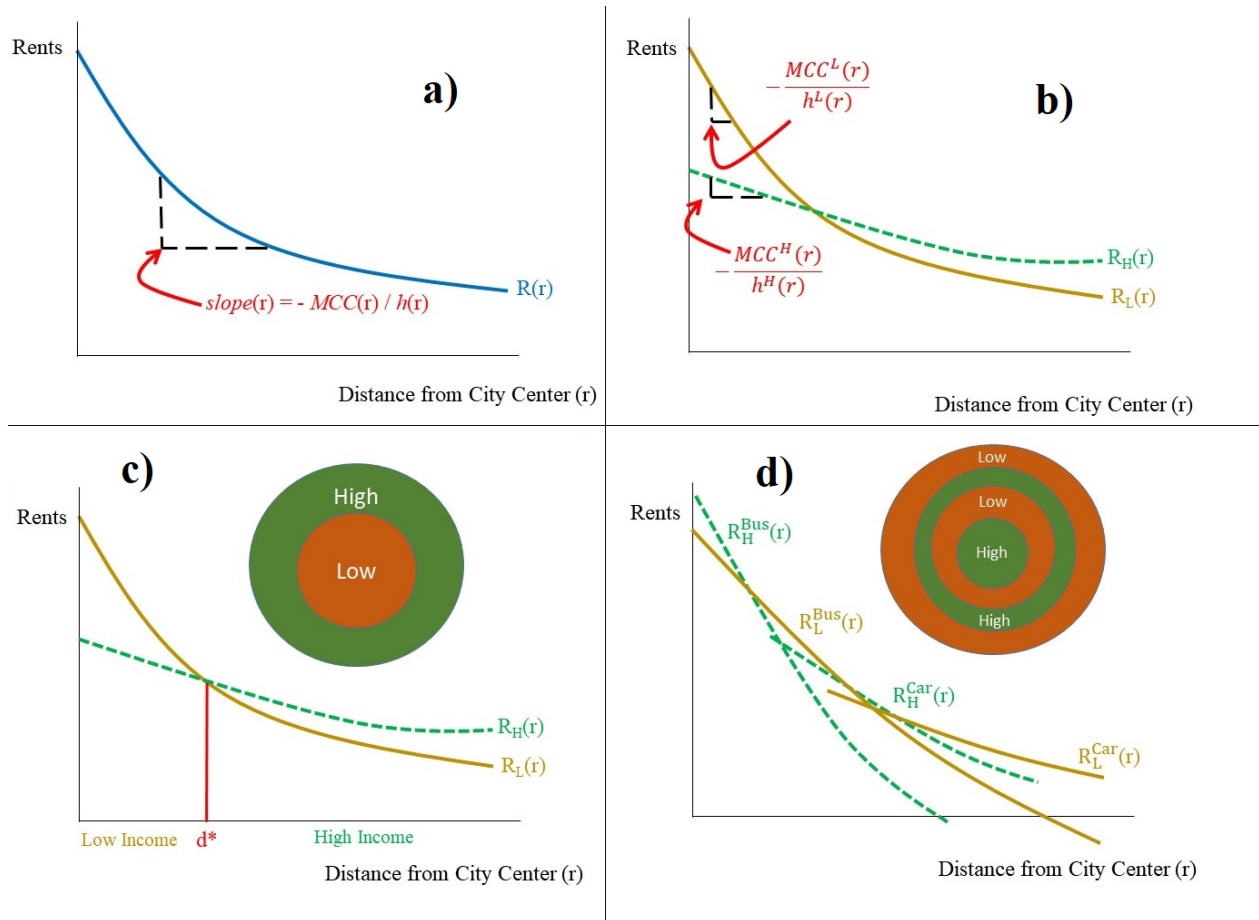 a)
Rents
R(r)
slope(r) = - MCC(r) / h(r)
Distance from City Center (r)
b)
Rents
- MCC^L(r) / h^L(r)
- MCC^H(r) / h^H(r)
R_H(r)
R_L(r)
Distance from City Center (r)
c)
Rents
High
Low
R_H(r)
R_L(r)
Low Income
d*
High Income
Distance from City Center (r)
d)
Rents
Low
Low
High
High
R_H^Bus(r)
R_L^Bus(r)
R_H^Car(r)
R_L^Car(r)
Distance from City Center (r)